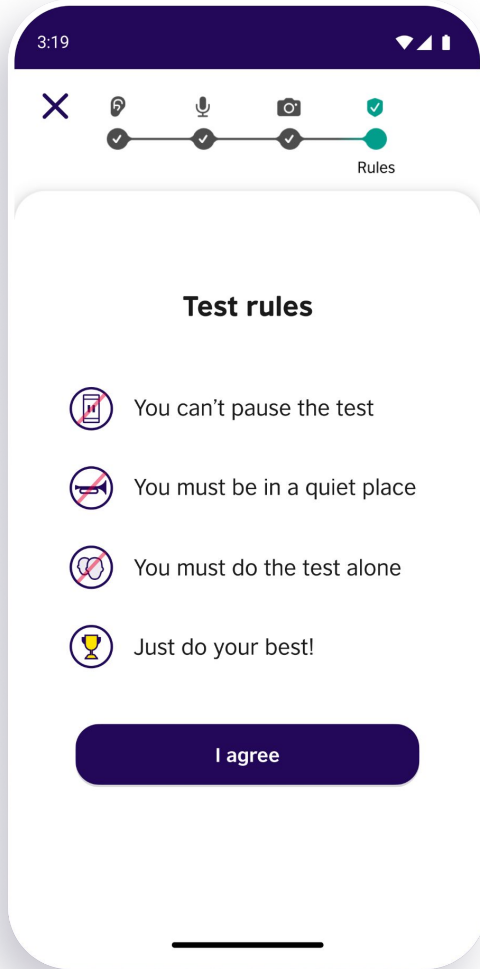 3:19
Rules
Test rules
You can’t pause the test
You must be in a quiet place
You must do the test alone
Just do your best!
I agree